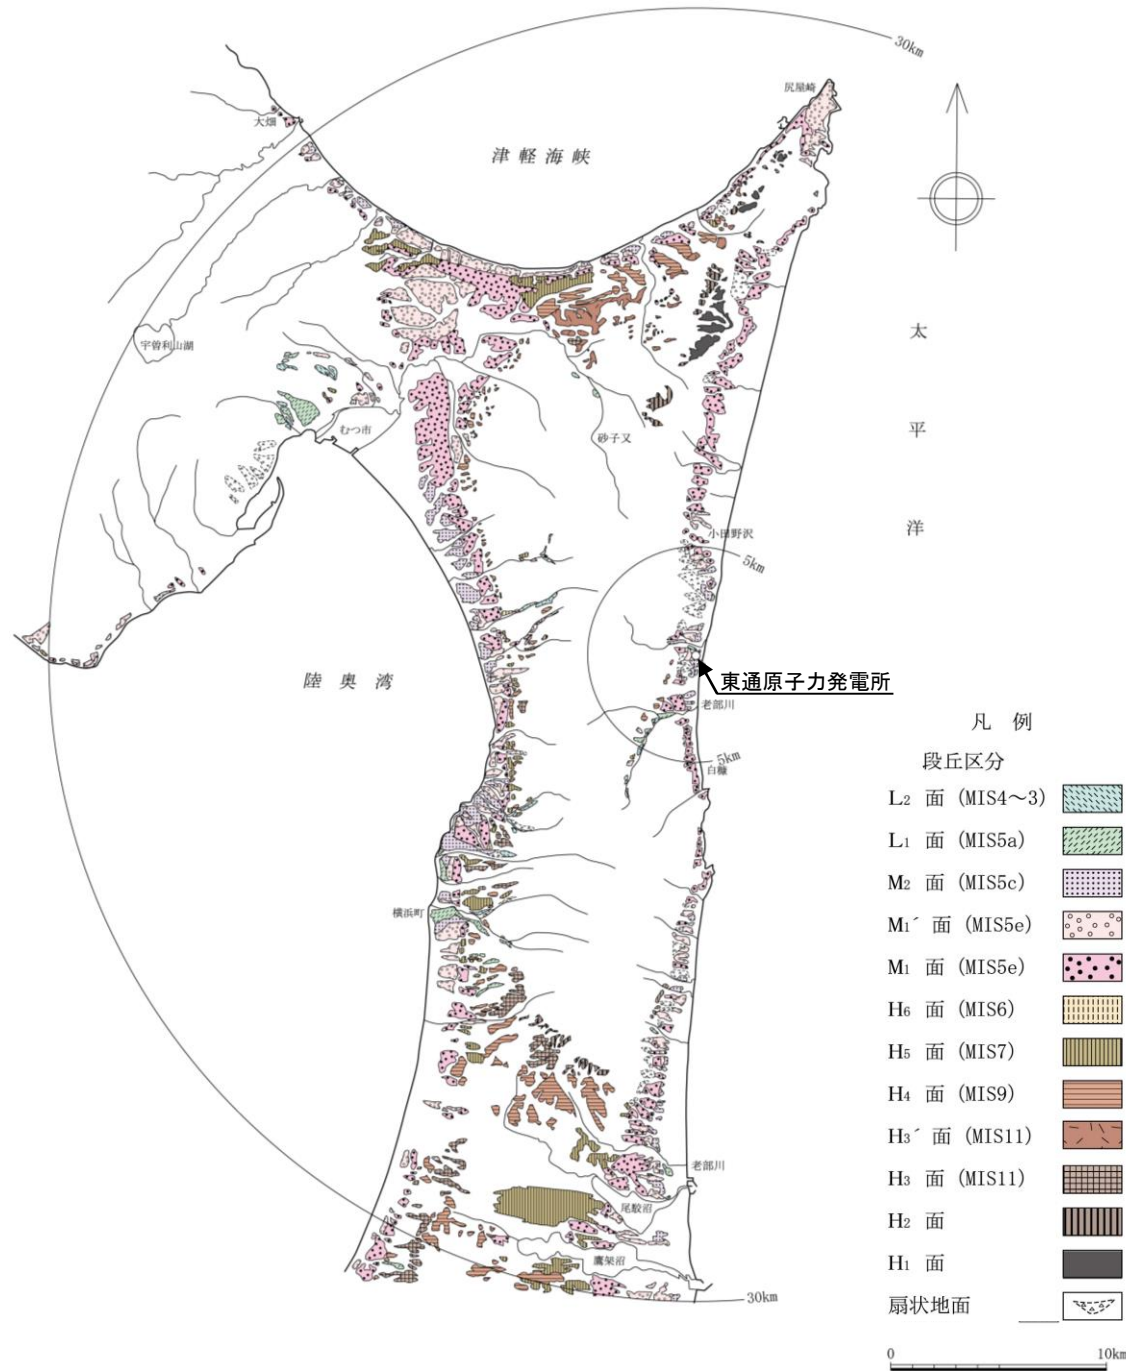 30km
尻屋崎
大畑
津軽海峡
宇曽利山湖
太平洋
むつ市
砂子又
小田野沢
5km
陸奥湾
東通原子力発電所
老部川
5km
白糠
横浜町
老部川
尾駮沼
鷹架沼
30km
凡 例
段丘区分
L2 面 (MIS4~3)
L1 面 (MIS5a)
M2 面 (MIS5c)
M1´ 面 (MIS5e)
M1 面 (MIS5e)
H6 面 (MIS6)
H5 面 (MIS7)
H4 面 (MIS9)
H3´ 面 (MIS11)
H3 面 (MIS11)
H2 面
H1 面
扇状地面
0 10km